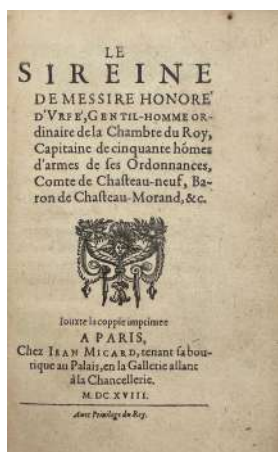 LE
SIREINE
DE MESSIRE HONORE'
D'VRFE', GENTIL-HOMME OR-
dinaire de la Chambre du Roy,
Capitaine de cinquante hômes
d'armes de ſes Ordonnances,
Comte de Chaſteau-neuf, Ba-
ron de Chaſteau-Morand, &c.
Iouxte la coppie imprimee
A PARIS,
Chez IEAN MICARD, tenant ſa bou-
tique au Palais, en la Gallerie allant
à la Chancellerie.
M. DC XVIII.
Auec Priuilege du Roy.